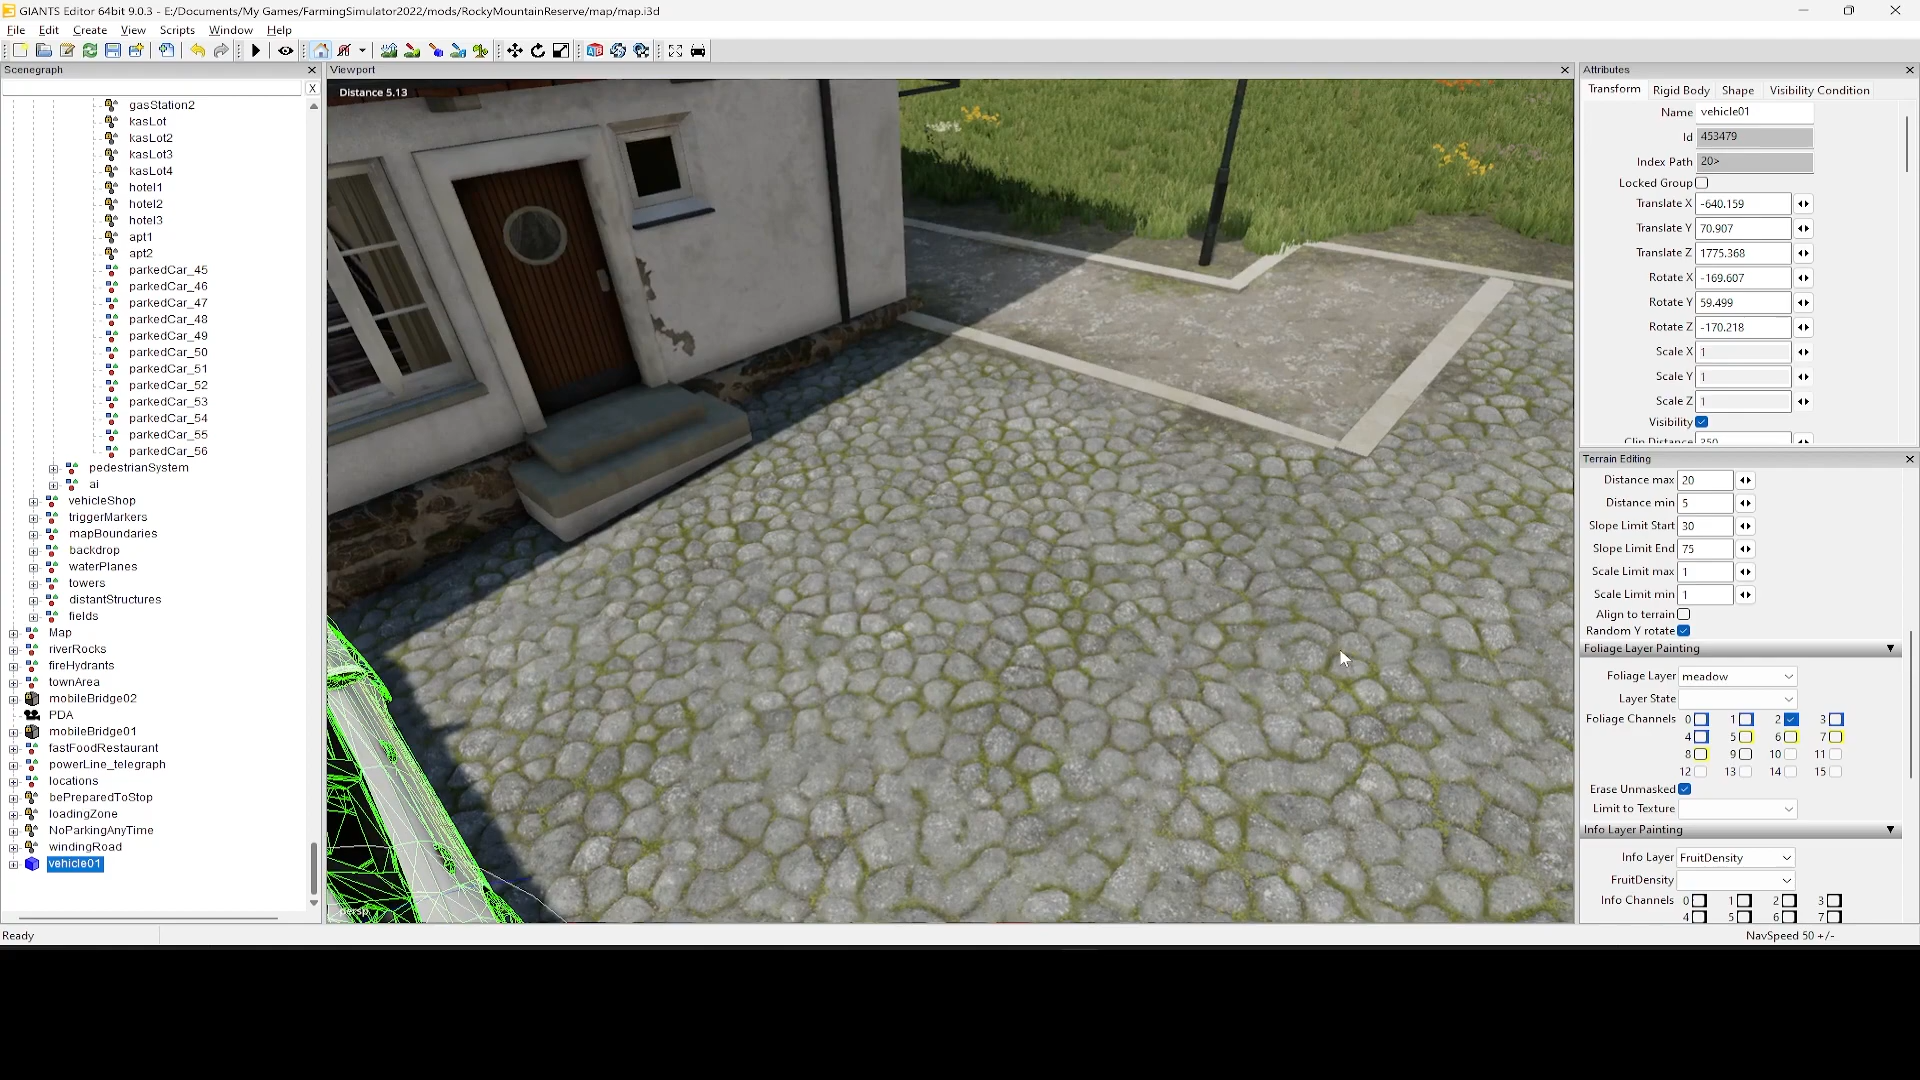 GIANTS Editor 64bit 9.0.3 - E:/Documents/My Games/FarmingSimulator2022/mods/RockyMountainReserve/map/map.i3d
File Edit Create View Scripts Window Help
Scenegraph
X
gasStation2
kasLot
kasLot2
kasLot3
kasLot4
hotel1
hotel2
hotel3
apt1
apt2
parkedCar_45
parkedCar_46
parkedCar_47
parkedCar_48
parkedCar_49
parkedCar_50
parkedCar_51
parkedCar_52
parkedCar_53
parkedCar_54
parkedCar_55
parkedCar_56
pedestrianSystem
ai
vehicleShop
triggerMarkers
mapBoundaries
backdrop
waterPlanes
towers
distantStructures
fields
Map
riverRocks
fireHydrants
townArea
mobileBridge02
PDA
mobileBridge01
fastFoodRestaurant
powerLine_telegraph
locations
bePreparedToStop
loadingZone
NoParkingAnyTime
windingRoad
vehicle01
Ready
Viewport
Distance 5.13
persp
Attributes
Transform Rigid Body Shape Visibility Condition
Name vehicle01
Id 453479
Index Path 20>
Locked Group
Translate X -640.159
Translate Y 70.907
Translate Z 1775.368
Rotate X -169.607
Rotate Y 59.499
Rotate Z -170.218
Scale X 1
Scale Y 1
Scale Z 1
Visibility
Clip Distance 350
Terrain Editing
Distance max 20
Distance min 5
Slope Limit Start 30
Slope Limit End 75
Scale Limit max 1
Scale Limit min 1
Align to terrain
Random Y rotate
Foliage Layer Painting
Foliage Layer meadow
Layer State
Foliage Channels 0 1 2 3
4 5 6 7
8 9 10 11
12 13 14 15
Erase Unmasked
Limit to Texture
Info Layer Painting
Info Layer FruitDensity
FruitDensity
Info Channels 0 1 2 3
4 5 6 7
NavSpeed 50 +/-